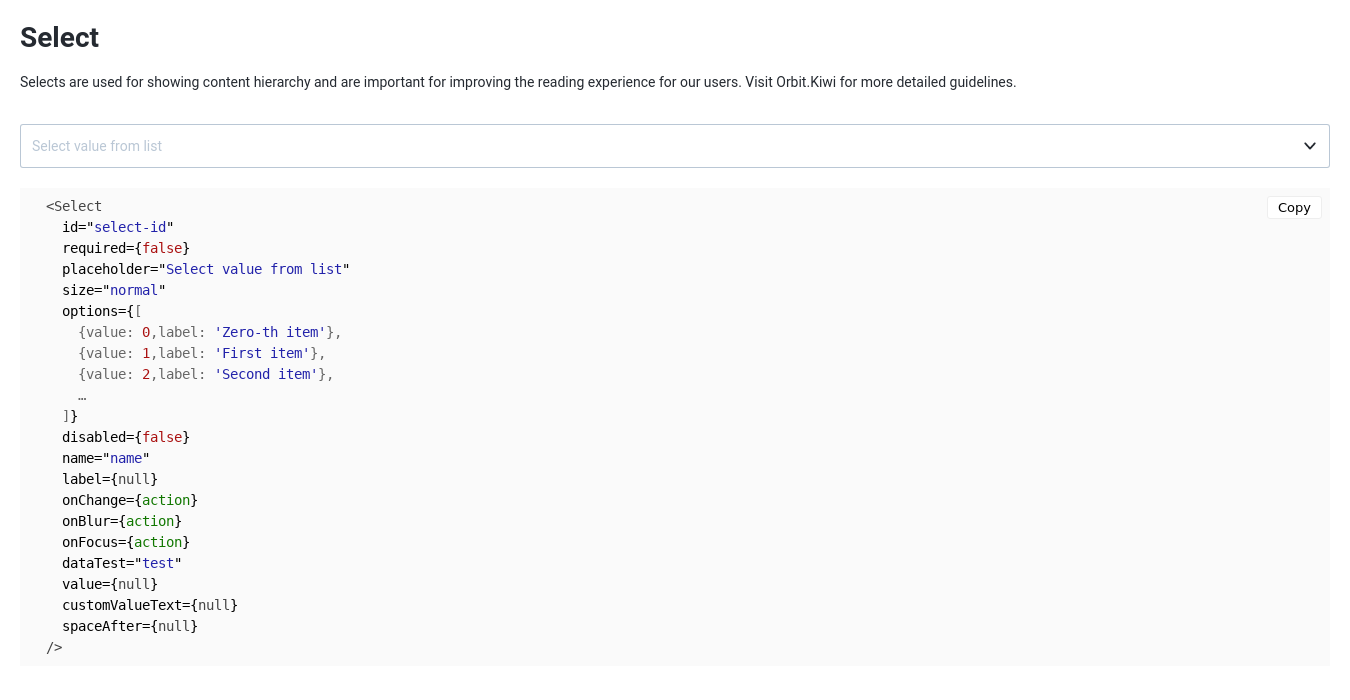 Select
Selects are used for showing content hierarchy and are important for improving the reading experience for our users. Visit Orbit.Kiwi for more detailed guidelines.
Select value from list
Copy
<Select
  id="select-id"
  required={false}
  placeholder="Select value from list"
  size="normal"
  options={[
    {value: 0,label: 'Zero-th item'},
    {value: 1,label: 'First item'},
    {value: 2,label: 'Second item'},
    …
  ]}
  disabled={false}
  name="name"
  label={null}
  onChange={action}
  onBlur={action}
  onFocus={action}
  dataTest="test"
  value={null}
  customValueText={null}
  spaceAfter={null}
/>